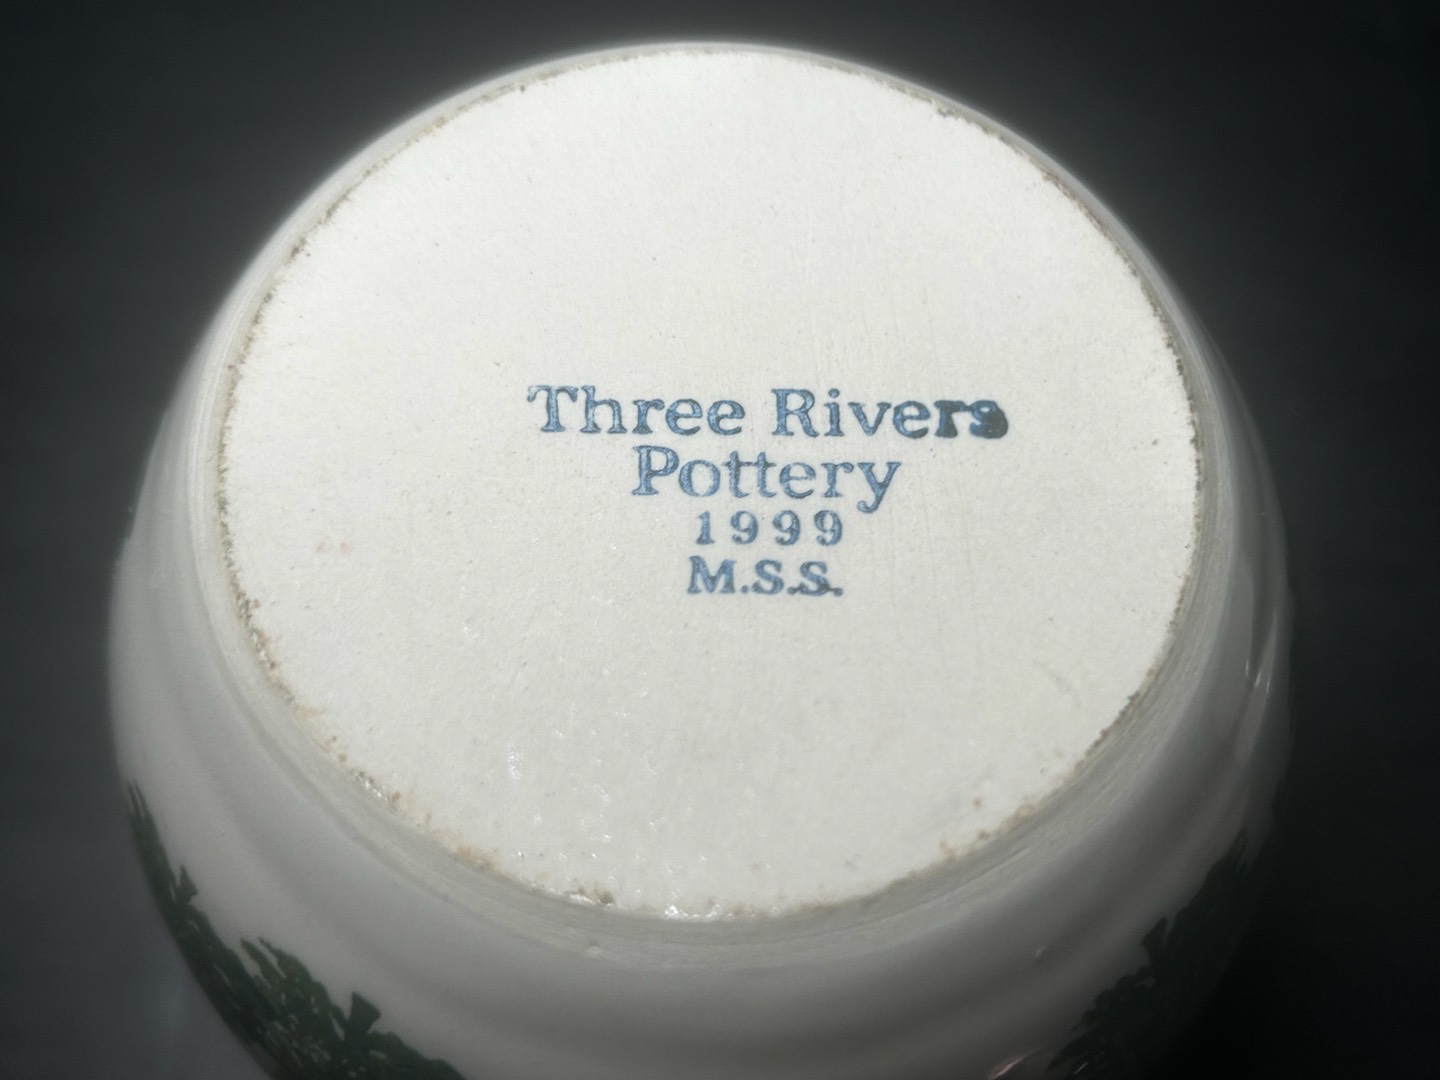 Three Rivers
Pottery
1999
M.S.S.